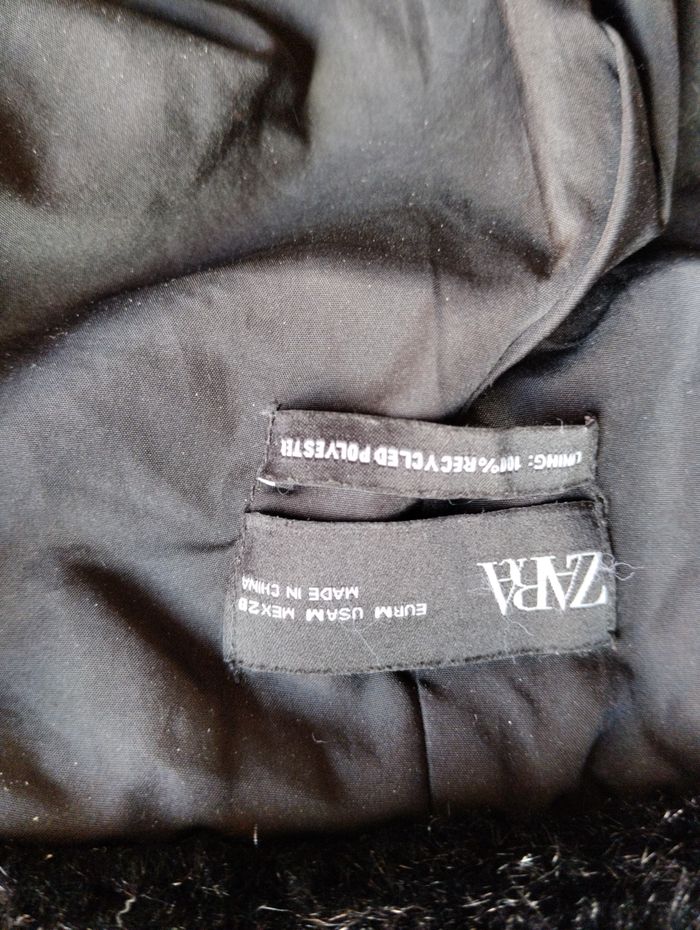 ZARA
EUR M USA M MEX 28
MADE IN CHINA
LINING: 100% RECYCLED POLYESTER